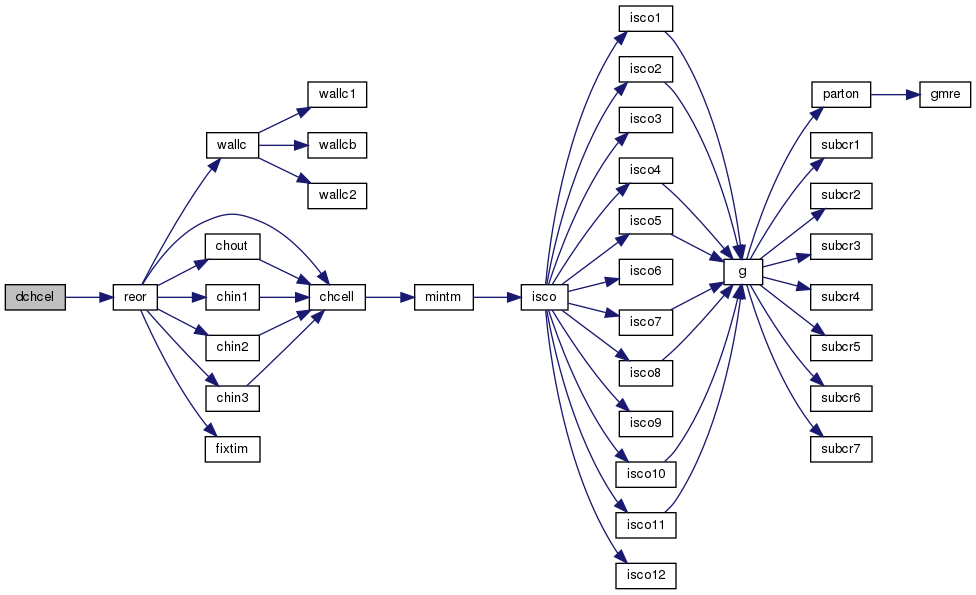 dchcel
reor
wallc
chout
chin1
chin2
chin3
fixtim
wallc1
wallcb
wallc2
chcell
mintm
isco
isco1
isco2
isco3
isco4
isco5
isco6
isco7
isco8
isco9
isco10
isco11
isco12
g
parton
subcr1
subcr2
subcr3
subcr4
subcr5
subcr6
subcr7
gmre